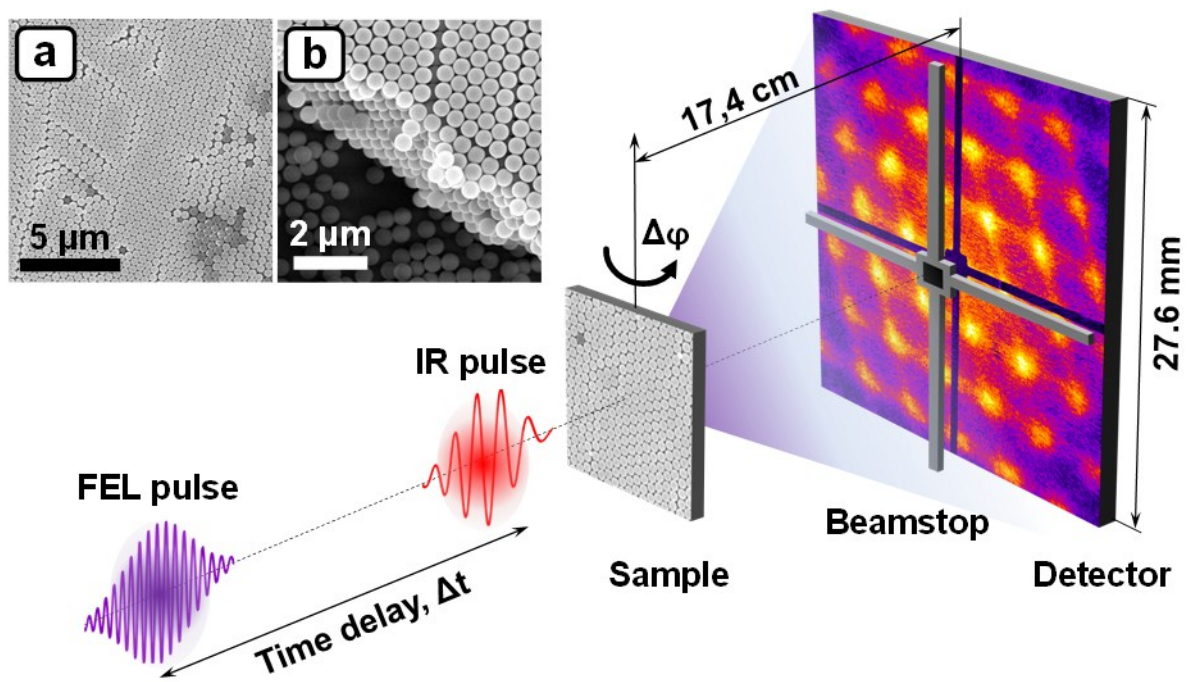 a
b
5 µm
2 µm
17,4 cm
Δφ
27.6 mm
IR pulse
FEL pulse
Beamstop
Sample
Detector
Time delay, Δt